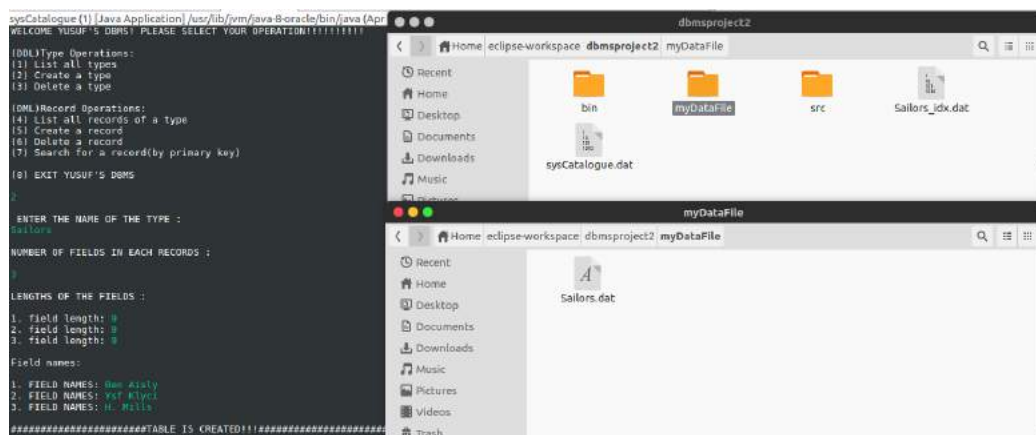 sysCatalogue (1) [Java Application] /usr/lib/jvm/java-8-oracle/bin/java (Apr
WELCOME YUSUF'S DBMS! PLEASE SELECT YOUR OPERATION!!!!!!!!!!
(DDL)Type Operations:
(1) List all types
(2) Create a type
(3) Delete a type
(DML)Record Operations:
(4) List all records of a type
(5) Create a record
(6) Delete a record
(7) Search for a record(by primary key)
(8) EXIT YUSUF'S DBMS
2
ENTER THE NAME OF THE TYPE :
Sailors
NUMBER OF FIELDS IN EACH RECORDS :
3
LENGTHS OF THE FIELDS :
1. field length:
2. field length:
3. field length:
Field names:
1. FIELD NAMES:
2. FIELD NAMES:
3. FIELD NAMES: H. Mills
#######################TABLE IS CREATED!!!######################
dbmsproject2
Home eclipse-workspace dbmsproject2 myDataFile
Recent
Home
Desktop
Documents
Downloads
Music
Pictures
bin
myDataFile
src
Sailors_idx.dat
sysCatalogue.dat
myDataFile
Home eclipse-workspace dbmsproject2 myDataFile
Recent
Home
Desktop
Documents
Downloads
Music
Pictures
Videos
Trash
Sailors.dat